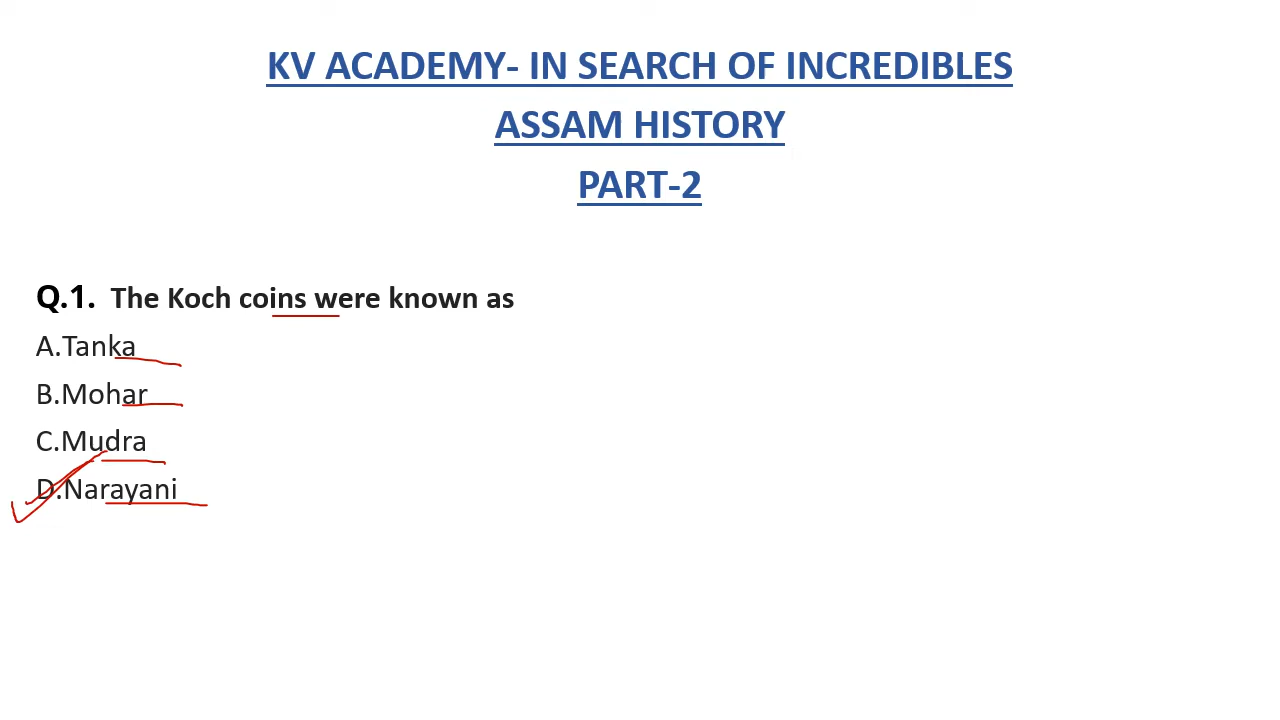 KV ACADEMY- IN SEARCH OF INCREDIBLES
ASSAM HISTORY
PART-2
Q.1. The Koch coins were known as
A.Tanka
B.Mohar
C.Mudra
D.Narayani